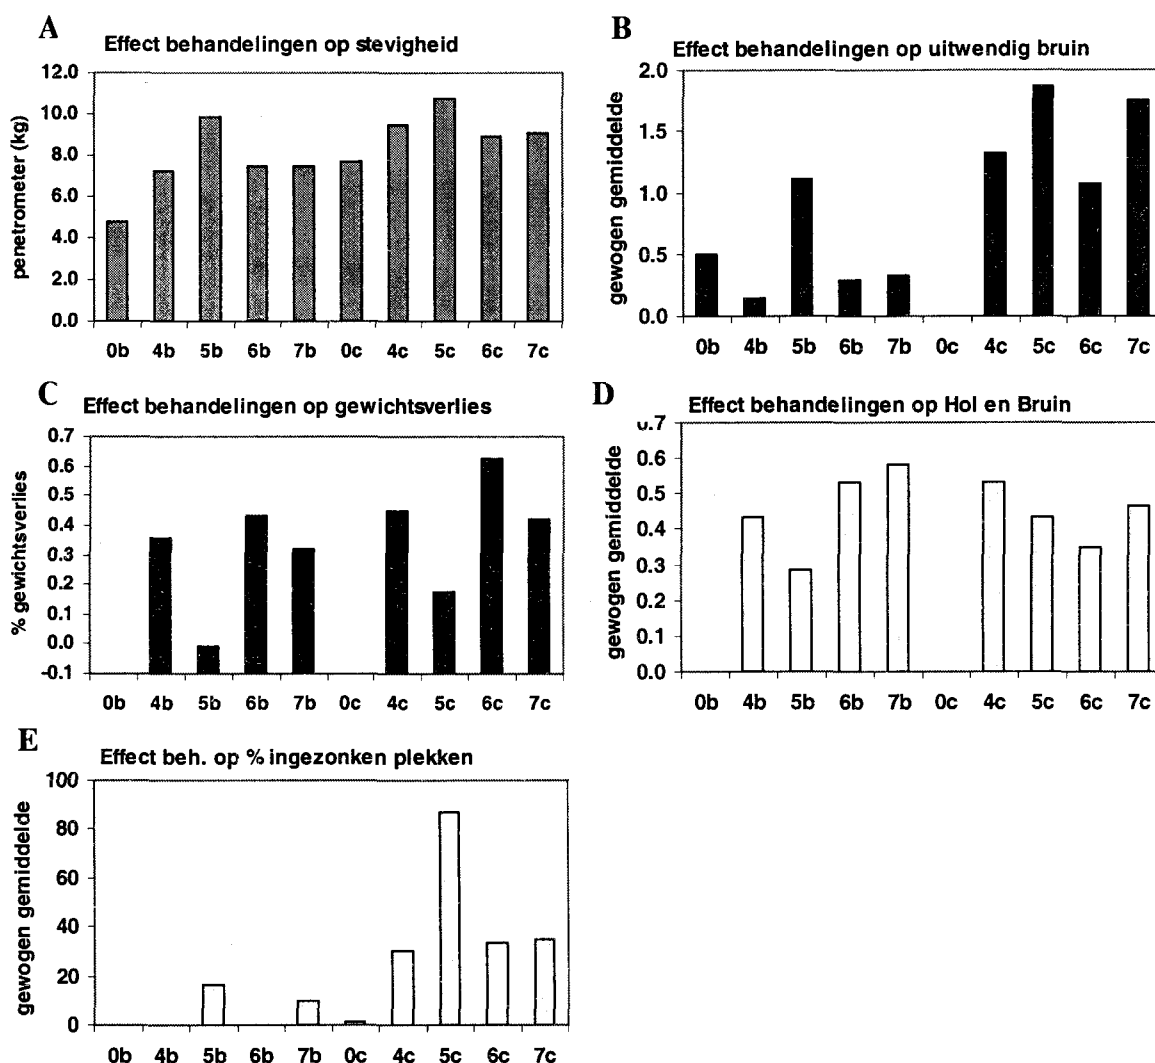 A
Effect behandelingen op stevigheid
penetrometer (kg)
12.0
10.0
8.0
6.0
4.0
2.0
0.0
0b 4b 5b 6b 7b 0c 4c 5c 6c 7c
B
Effect behandelingen op uitwendig bruin
gewogen gemiddelde
2.0
1.5
1.0
0.5
0.0
0b 4b 5b 6b 7b 0c 4c 5c 6c 7c
C
Effect behandelingen op gewichtsverlies
% gewichtsverlies
0.7
0.6
0.5
0.4
0.3
0.2
0.1
0.0
-0.1
0b 4b 5b 6b 7b 0c 4c 5c 6c 7c
D
Effect behandelingen op Hol en Bruin
gewogen gemiddelde
0.7
0.6
0.5
0.4
0.3
0.2
0.1
0.0
0b 4b 5b 6b 7b 0c 4c 5c 6c 7c
E
Effect beh. op % ingezonken plekken
gewogen gemiddelde
100
80
60
40
20
0
0b 4b 5b 6b 7b 0c 4c 5c 6c 7c